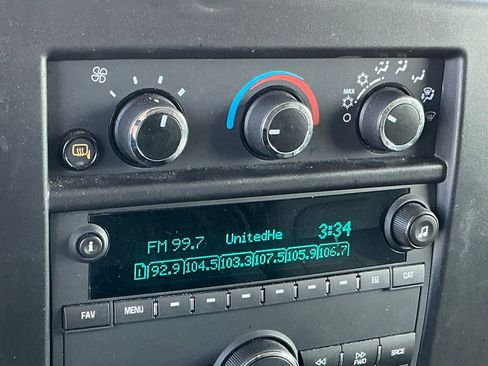 MAX
FM 99.7 UnitedHe 3:34
1 92.9 104.5 103.3 107.5 105.9 106.7
FAV MENU EQ CAT
FWD